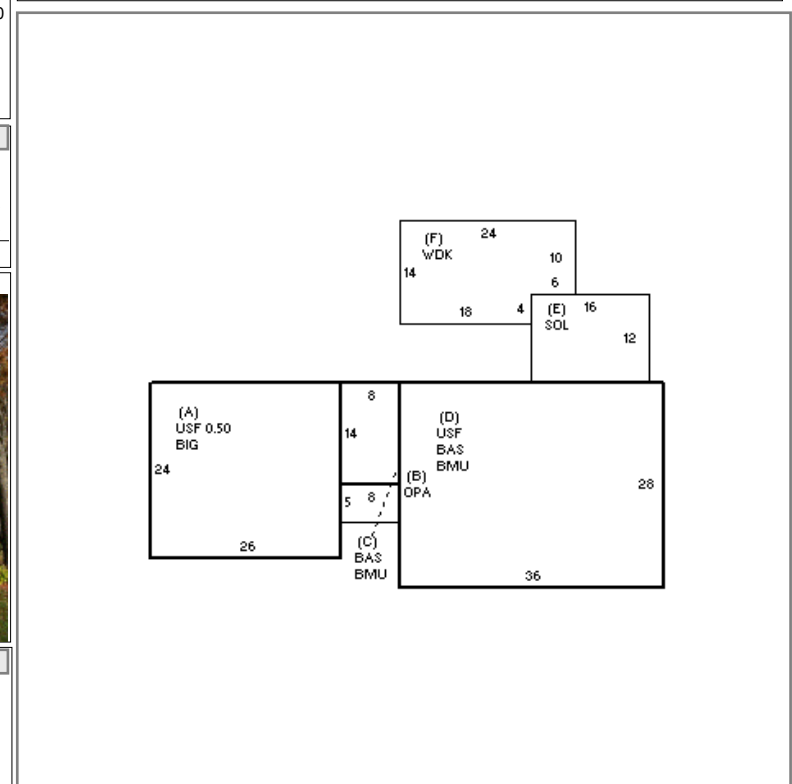 24
(F)
WDK
10
14
6
18
4
(E)
16
SOL
12
8
(A)
USF 0.50
BIG
(D)
USF
BAS
BMU
14
24
(B)
OPA
28
5
8
(C)
BAS
BMU
26
36